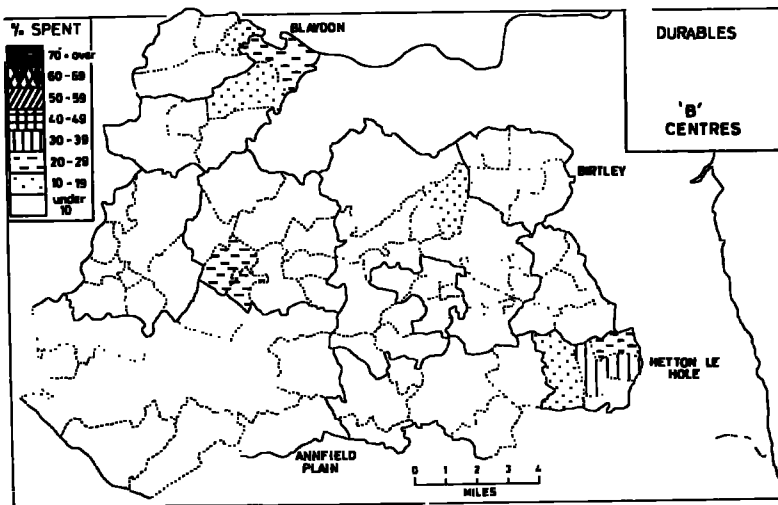 % SPENT
70 + over
60-69
50-59
40-49
30-39
20-29
10-19
under
10
BLAYDON
DURABLES
'B'
CENTRES
BIRTLEY
HETTON LE
HOLE
ANNFIELD
PLAIN
0 1 2 3 4
MILES